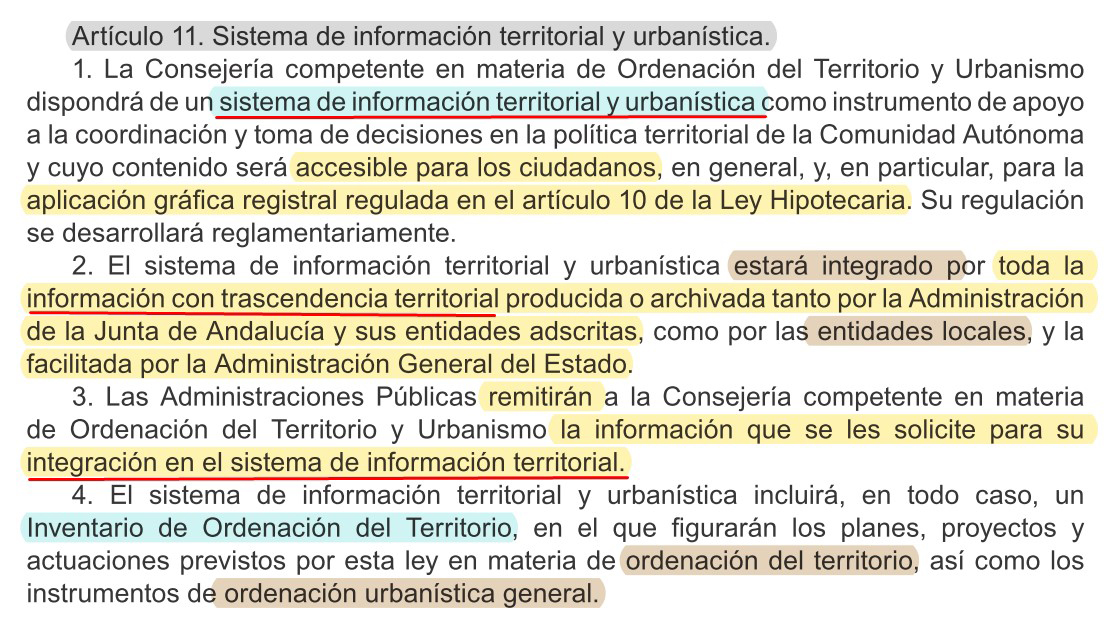 Artículo 11. Sistema de información territorial y urbanística.
1. La Consejería competente en materia de Ordenación del Territorio y Urbanismo
dispondrá de un sistema de información territorial y urbanística como instrumento de apoyo
a la coordinación y toma de decisiones en la política territorial de la Comunidad Autónoma
y cuyo contenido será accesible para los ciudadanos, en general, y, en particular, para la
aplicación gráfica registral regulada en el artículo 10 de la Ley Hipotecaria. Su regulación
se desarrollará reglamentariamente.
2. El sistema de información territorial y urbanística estará integrado por toda la
información con trascendencia territorial producida o archivada tanto por la Administración
de la Junta de Andalucía y sus entidades adscritas, como por las entidades locales, y la
facilitada por la Administración General del Estado.
3. Las Administraciones Públicas remitirán a la Consejería competente en materia
de Ordenación del Territorio y Urbanismo la información que se les solicite para su
integración en el sistema de información territorial.
4. El sistema de información territorial y urbanística incluirá, en todo caso, un
Inventario de Ordenación del Territorio, en el que figurarán los planes, proyectos y
actuaciones previstos por esta ley en materia de ordenación del territorio, así como los
instrumentos de ordenación urbanística general.